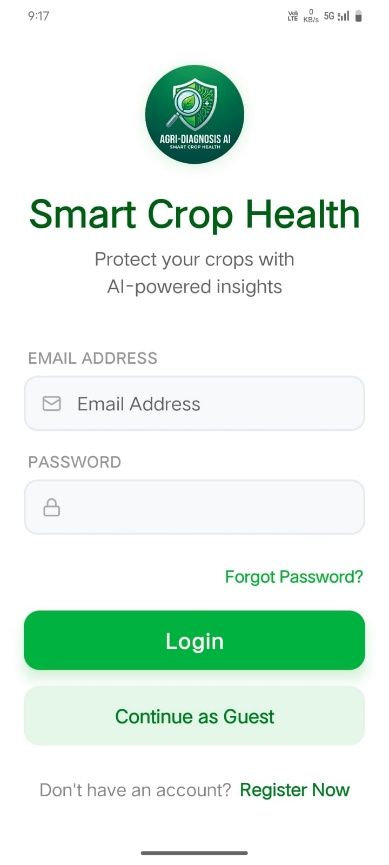 9:17
Vo))
LTE
0
KB/s
5G
AGRI-DIAGNOSIS AI
SMART CROP HEALTH
Smart Crop Health
Protect your crops with
AI-powered insights
EMAIL ADDRESS
Email Address
PASSWORD
Forgot Password?
Login
Continue as Guest
Don't have an account? Register Now